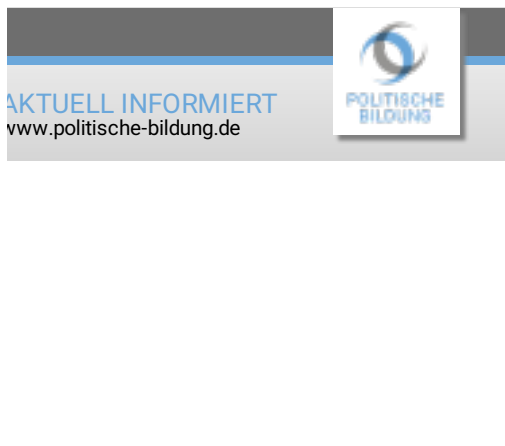 AKTUELL INFORMIERT
www.politische-bildung.de
POLITISCHE
BILDUNG